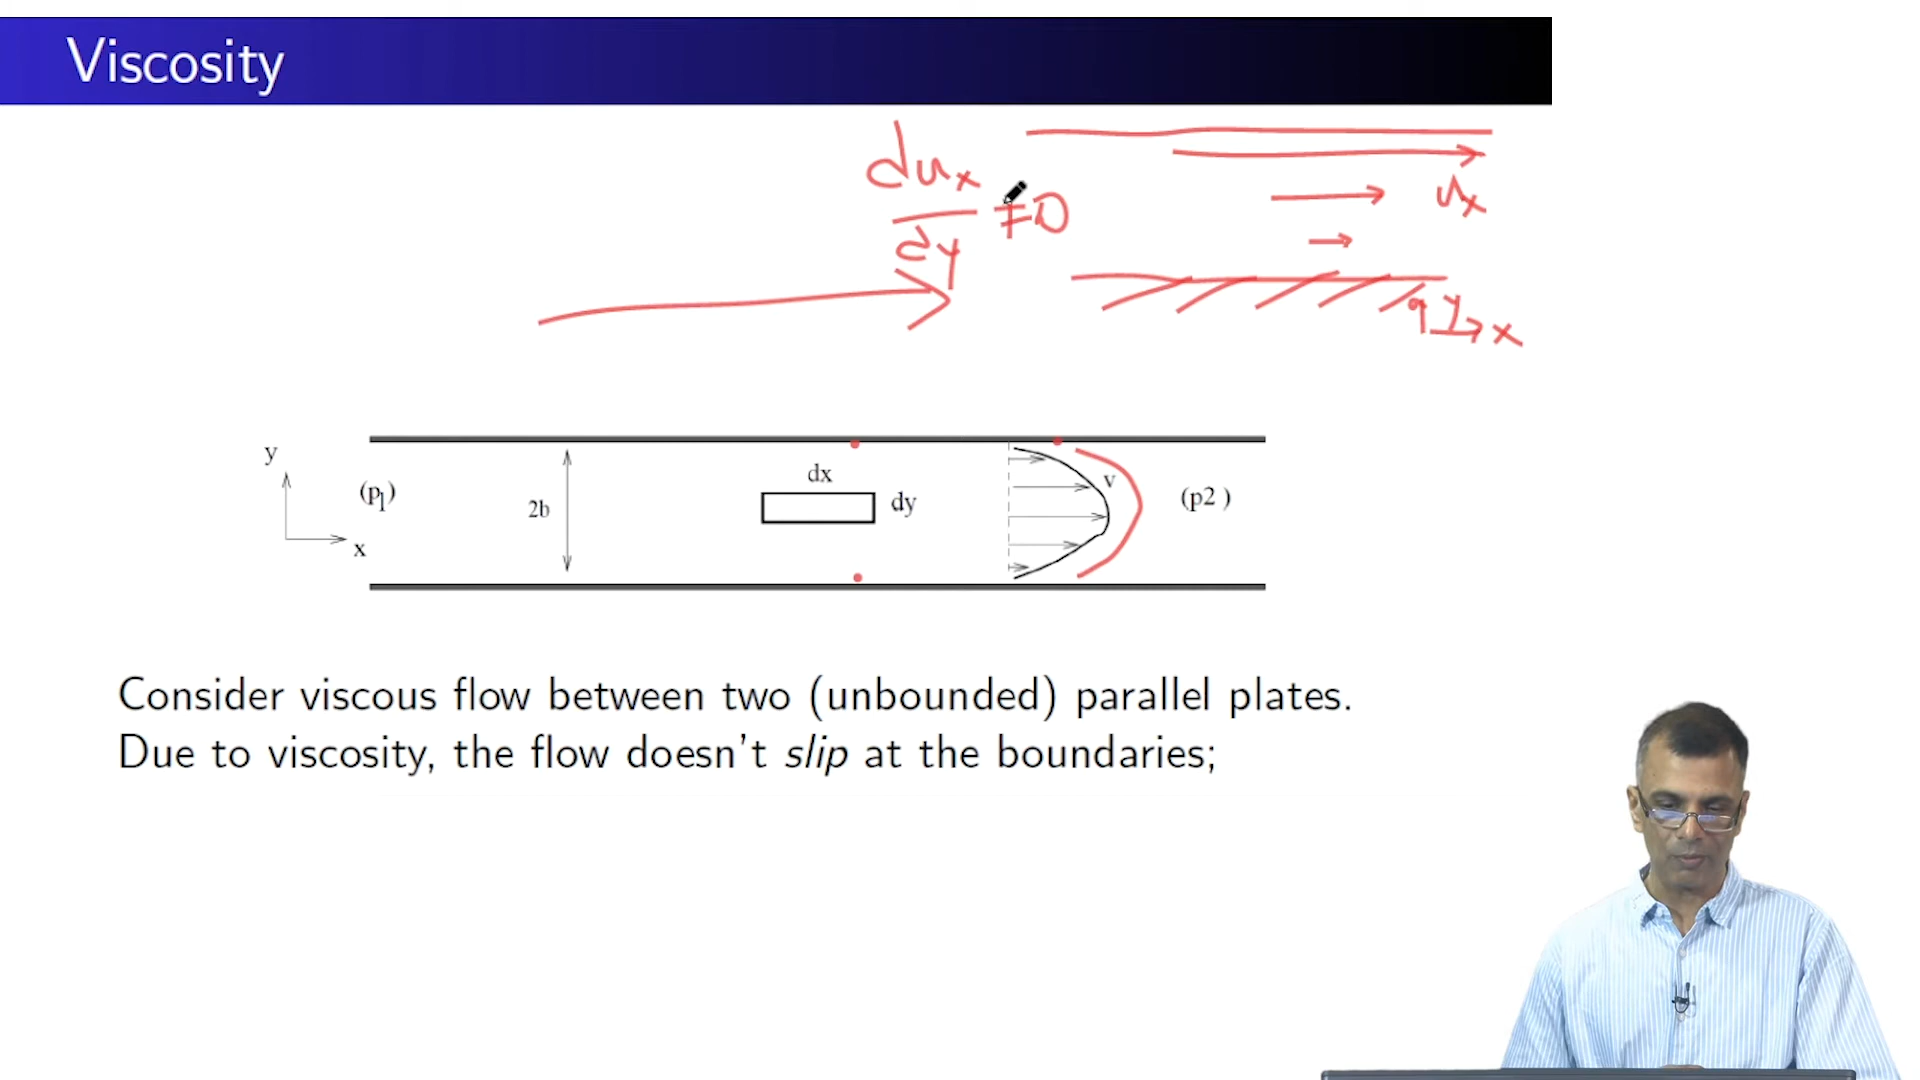 Viscosity
du_x
/dy ≠ 0
u_x
y x
y
(p1)
x
2b
dx
dy
v
(p2 )
Consider viscous flow between two (unbounded) parallel plates.
Due to viscosity, the flow doesn't slip at the boundaries;